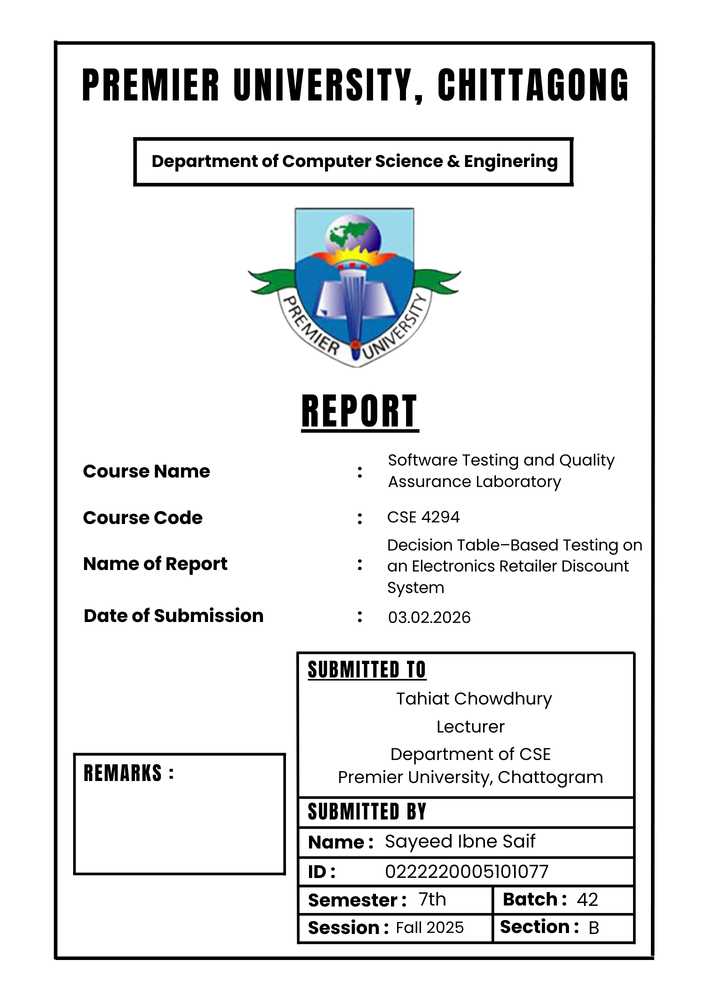 PREMIER UNIVERSITY, CHITTAGONG
Department of Computer Science & Enginering
PREMIER UNIVERSITY
REPORT
Course Name : Software Testing and Quality
Assurance Laboratory
Course Code : CSE 4294
Name of Report : Decision Table–Based Testing on
an Electronics Retailer Discount
System
Date of Submission : 03.02.2026
SUBMITTED TO
Tahiat Chowdhury
Lecturer
Department of CSE
Premier University, Chattogram
REMARKS :
SUBMITTED BY
Name : Sayeed Ibne Saif
ID : 0222220005101077
Semester : 7th Batch : 42
Session : Fall 2025 Section : B